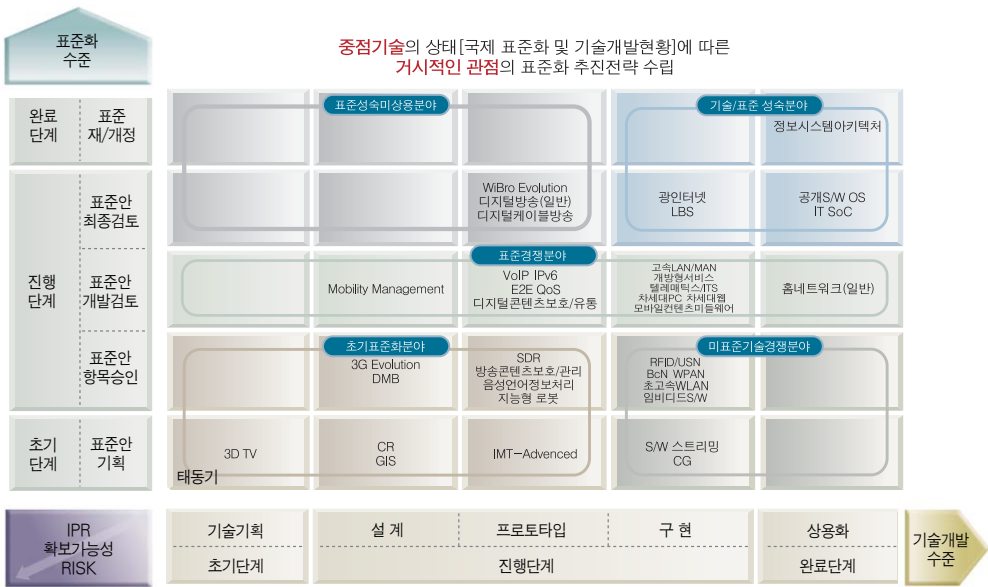 표준화
수준
중점기술의 상태[국제 표준화 및 기술개발현황]에 따른
거시적인 관점의 표준화 추진전략 수립
완료
단계
표준
재/개정
표준성숙미상용분야
기술/표준 성숙분야
정보시스템아키텍처
진행
단계
표준안
최종검토
WiBro Evolution
디지털방송(일반)
디지털케이블방송
광인터넷
LBS
공개S/W OS
IT SoC
표준안
개발검토
표준경쟁분야
Mobility Management
VoIP IPv6
E2E QoS
디지털콘텐츠보호/유통
고속LAN/MAN
개방형서비스
텔레매틱스/ITS
차세대PC 차세대웹
모바일컨텐츠미들웨어
홈네트워크(일반)
표준안
항목승인
초기표준화분야
3G Evolution
DMB
SDR
방송콘텐츠보호/관리
음성언어정보처리
지능형 로봇
미표준기술경쟁분야
RFID/USN
BcN WPAN
초고속WLAN
임비디드S/W
초기
단계
표준안
기획
3D TV
태동기
CR
GIS
IMT-Advenced
S/W 스트리밍
CG
IPR
확보가능성
RISK
기술기획
설 계
프로토타입
구 현
상용화
초기단계
진행단계
완료단계
기술개발
수준